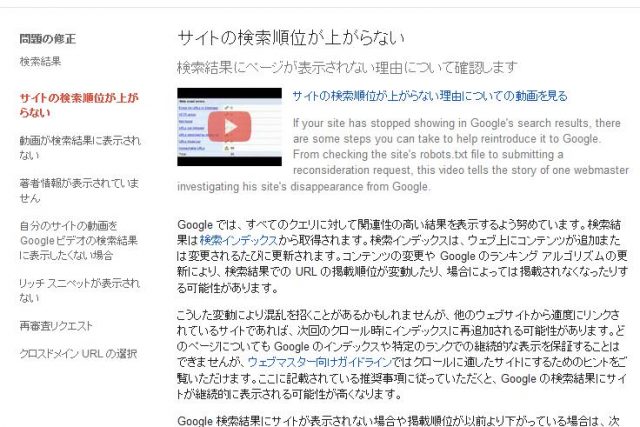 問題の修正
検索結果
サイトの検索順位が上が
らない
動画が検索結果に表示され
ない
著者情報が表示されていま
せん
自分のサイトの動画を
Google ビデオの検索結果
に表示したくない場合
リッチ スニペットが表示され
ない
再審査リクエスト
クロスドメイン URL の選択
サイトの検索順位が上がらない
検索結果にページが表示されない理由について確認します
サイトの検索順位が上がらない理由についての動画を見る
If your site has stopped showing in Google's search results, there
are some steps you can take to help reintroduce it to Google.
From checking the site's robots.txt file to submitting a
reconsideration request, this video tells the story of one webmaster
investigating his site's disappearance from Google.
Google では、すべてのクエリに対して関連性の高い結果を表示するよう努めています。検索結
果は検索インデックスから取得されます。検索インデックスは、ウェブ上にコンテンツが追加また
は変更されるたびに更新されます。コンテンツの変更や Google のランキング アルゴリズムの更
新により、検索結果での URL の掲載順位が変動したり、場合によっては掲載されなくなったりす
る可能性があります。
こうした変動により混乱を招くことがあるかもしれませんが、他のウェブサイトから適度にリンクさ
れているサイトであれば、次回のクロール時にインデックスに再追加される可能性があります。ど
のページについても Google のインデックスや特定のランクでの継続的な表示を保証することは
できませんが、ウェブマスター向けガイドラインではクロールに適したサイトにするためのヒントをご
覧いただけます。ここに記載されている推奨事項に従っていただくと、Google の検索結果にサイ
トが継続的に表示される可能性が高くなります。
Google 検索結果にサイトが表示されない場合や掲載順位が以前より下がっている場合は、次